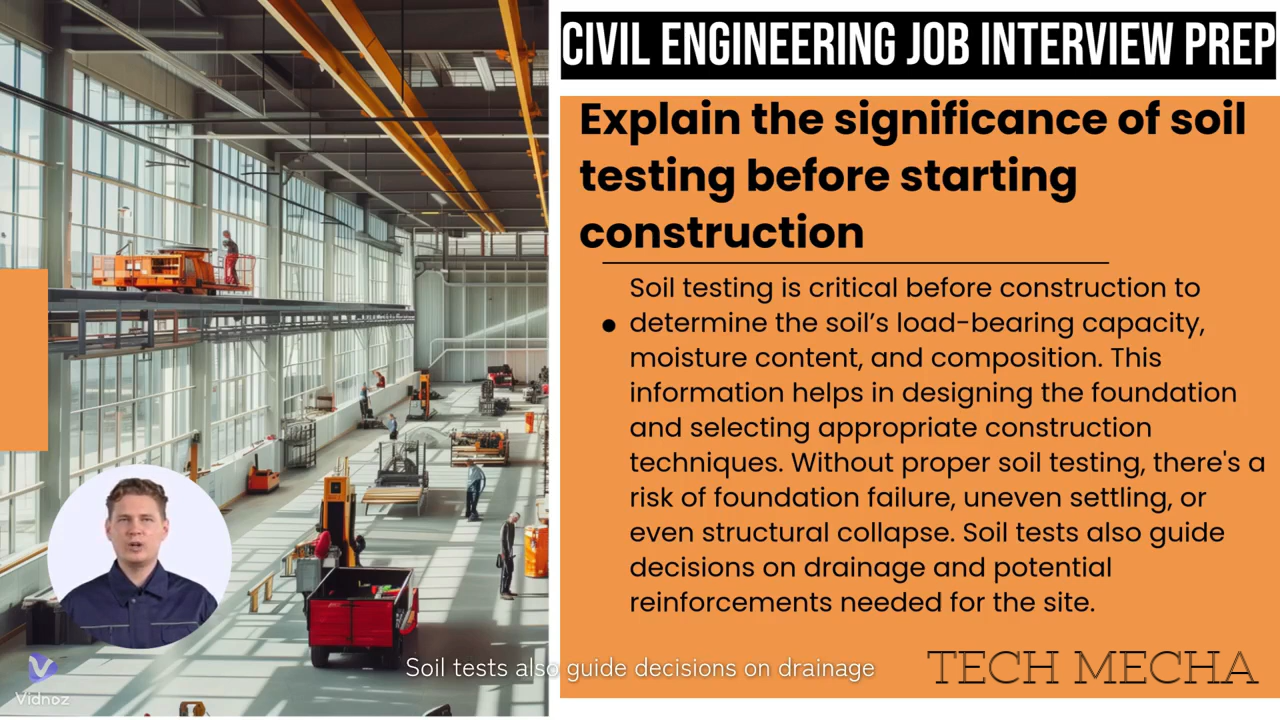 CIVIL ENGINEERING JOB INTERVIEW PREP
Explain the significance of soil
testing before starting
construction
Soil testing is critical before construction to
● determine the soil’s load-bearing capacity,
moisture content, and composition. This
information helps in designing the foundation
and selecting appropriate construction
techniques. Without proper soil testing, there's a
risk of foundation failure, uneven settling, or
even structural collapse. Soil tests also guide
decisions on drainage and potential
reinforcements needed for the site.
Soil tests also guide decisions on drainage
TECH MECHA
Vidnoz